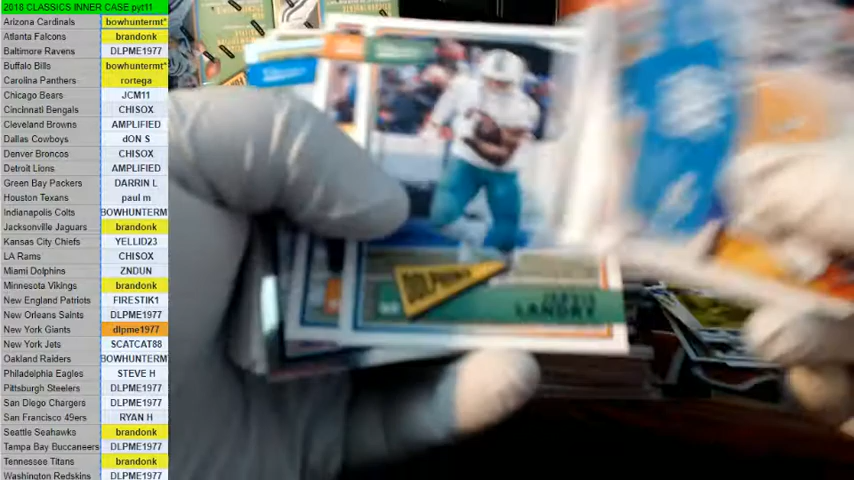 2018 CLASSICS INNER CASE pyt11
Arizona Cardinals bowhuntermt*
Atlanta Falcons brandonk
Baltimore Ravens DLPME1977
Buffalo Bills bowhuntermt*
Carolina Panthers rortega
Chicago Bears JCM11
Cincinnati Bengals CHISOX
Cleveland Browns AMPLIFIED
Dallas Cowboys dON S
Denver Broncos CHISOX
Detroit Lions AMPLIFIED
Green Bay Packers DARRIN L
Houston Texans paul m
Indianapolis Colts BOWHUNTERM
Jacksonville Jaguars brandonk
Kansas City Chiefs YELLID23
LA Rams CHISOX
Miami Dolphins ZNDUN
Minnesota Vikings brandonk
New England Patriots FIRESTIK1
New Orleans Saints DLPME1977
New York Giants dlpme1977
New York Jets SCATCAT88
Oakland Raiders BOWHUNTERM
Philadelphia Eagles STEVE H
Pittsburgh Steelers DLPME1977
San Diego Chargers DLPME1977
San Francisco 49ers RYAN H
Seattle Seahawks brandonk
Tampa Bay Buccaneers DLPME1977
Tennessee Titans brandonk
Washington Redskins DLPME1977
DOLPHINS
JARVIS
LANDRY